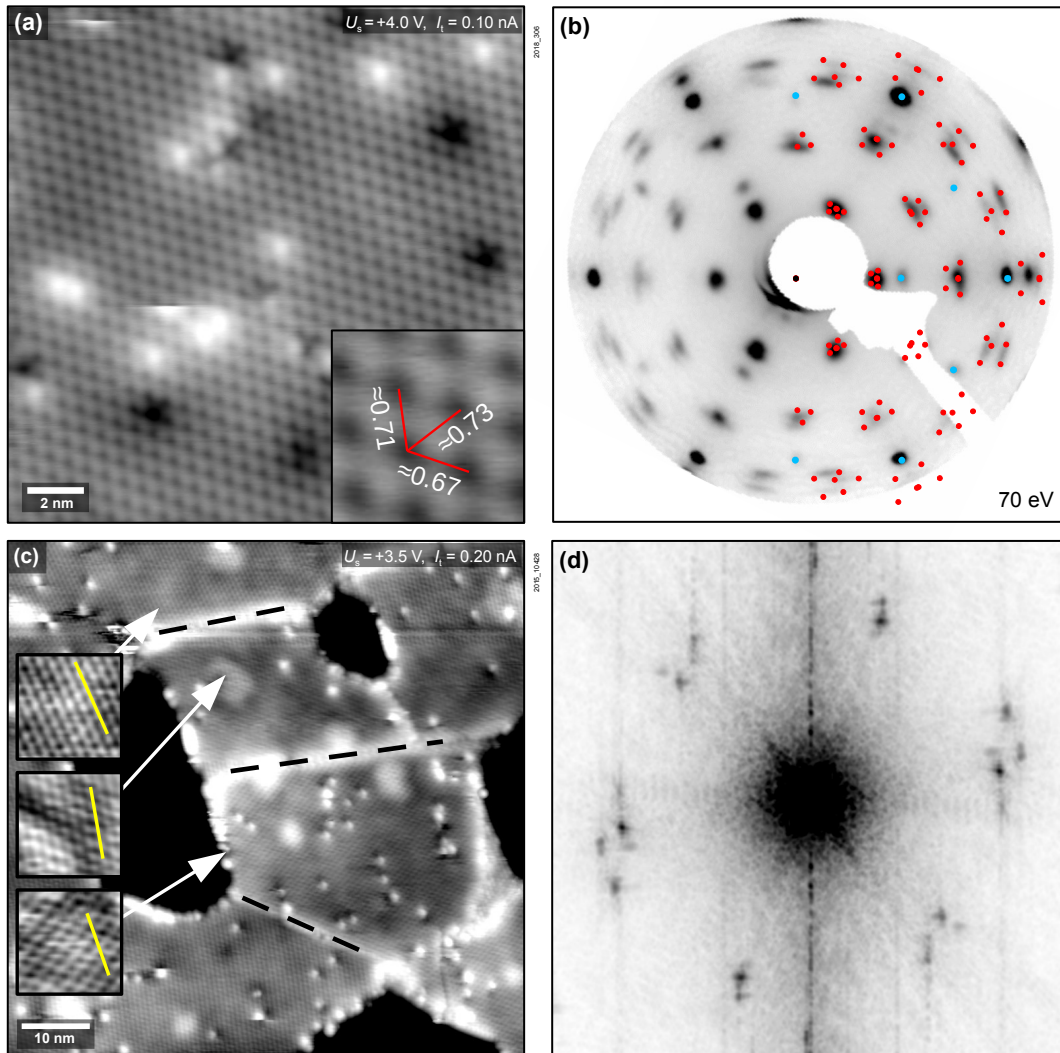 (a)
Uₛ = +4.0 V, Iₜ = 0.10 nA
2018_306
≈0.71
≈0.73
≈0.67
2 nm
(b)
70 eV
(c)
Uₛ = +3.5 V, Iₜ = 0.20 nA
2015_10428
10 nm
(d)